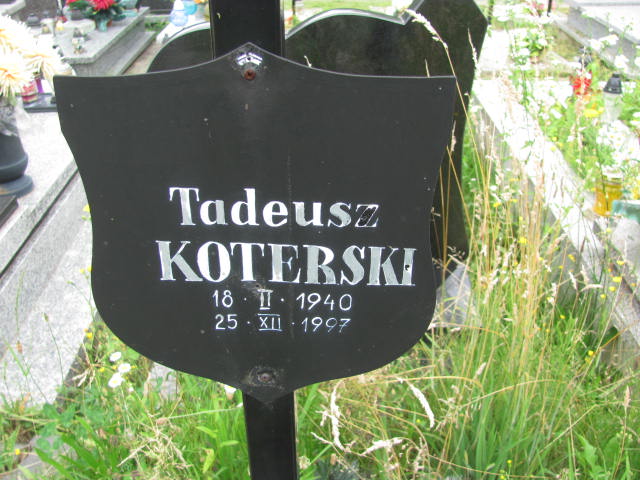 Tadeusz
KOTERSKI
18 · II · 1940
25 · XII · 1997